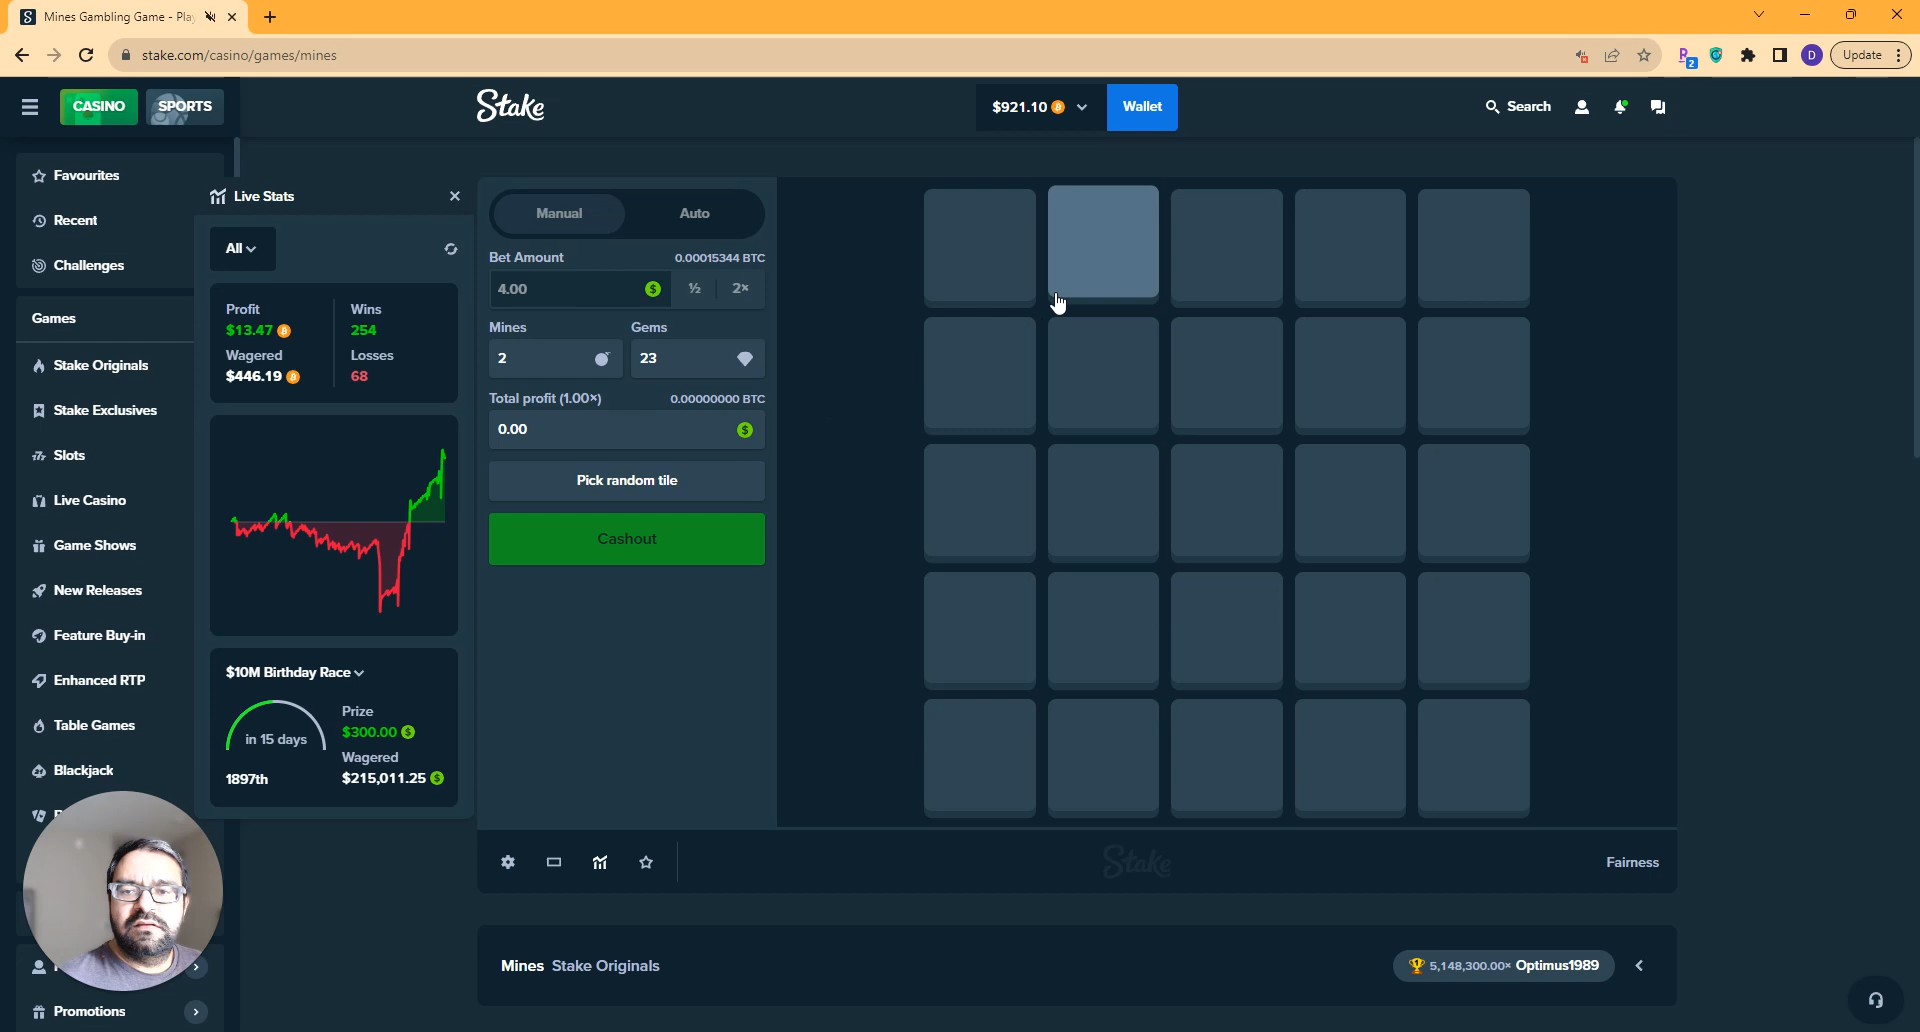 Mines Gambling Game - Play
stake.com/casino/games/mines
2
D
Update
CASINO
SPORTS
Stake
$921.10
Wallet
Search
Favourites
Recent
Challenges
Games
Stake Originals
Stake Exclusives
Slots
Live Casino
Game Shows
New Releases
Feature Buy-in
Enhanced RTP
Table Games
Blackjack
Promotions
Live Stats
All
Profit
$13.47
Wins
254
Wagered
$446.19
Losses
68
$10M Birthday Race
in 15 days
1897th
Prize
$300.00
Wagered
$215,011.25
Manual
Auto
Bet Amount
0.00015344 BTC
4.00
½
2×
Mines
Gems
2
23
Total profit (1.00×)
0.00000000 BTC
0.00
Pick random tile
Cashout
Stake
Fairness
Mines Stake Originals
5,148,300.00× Optimus1989